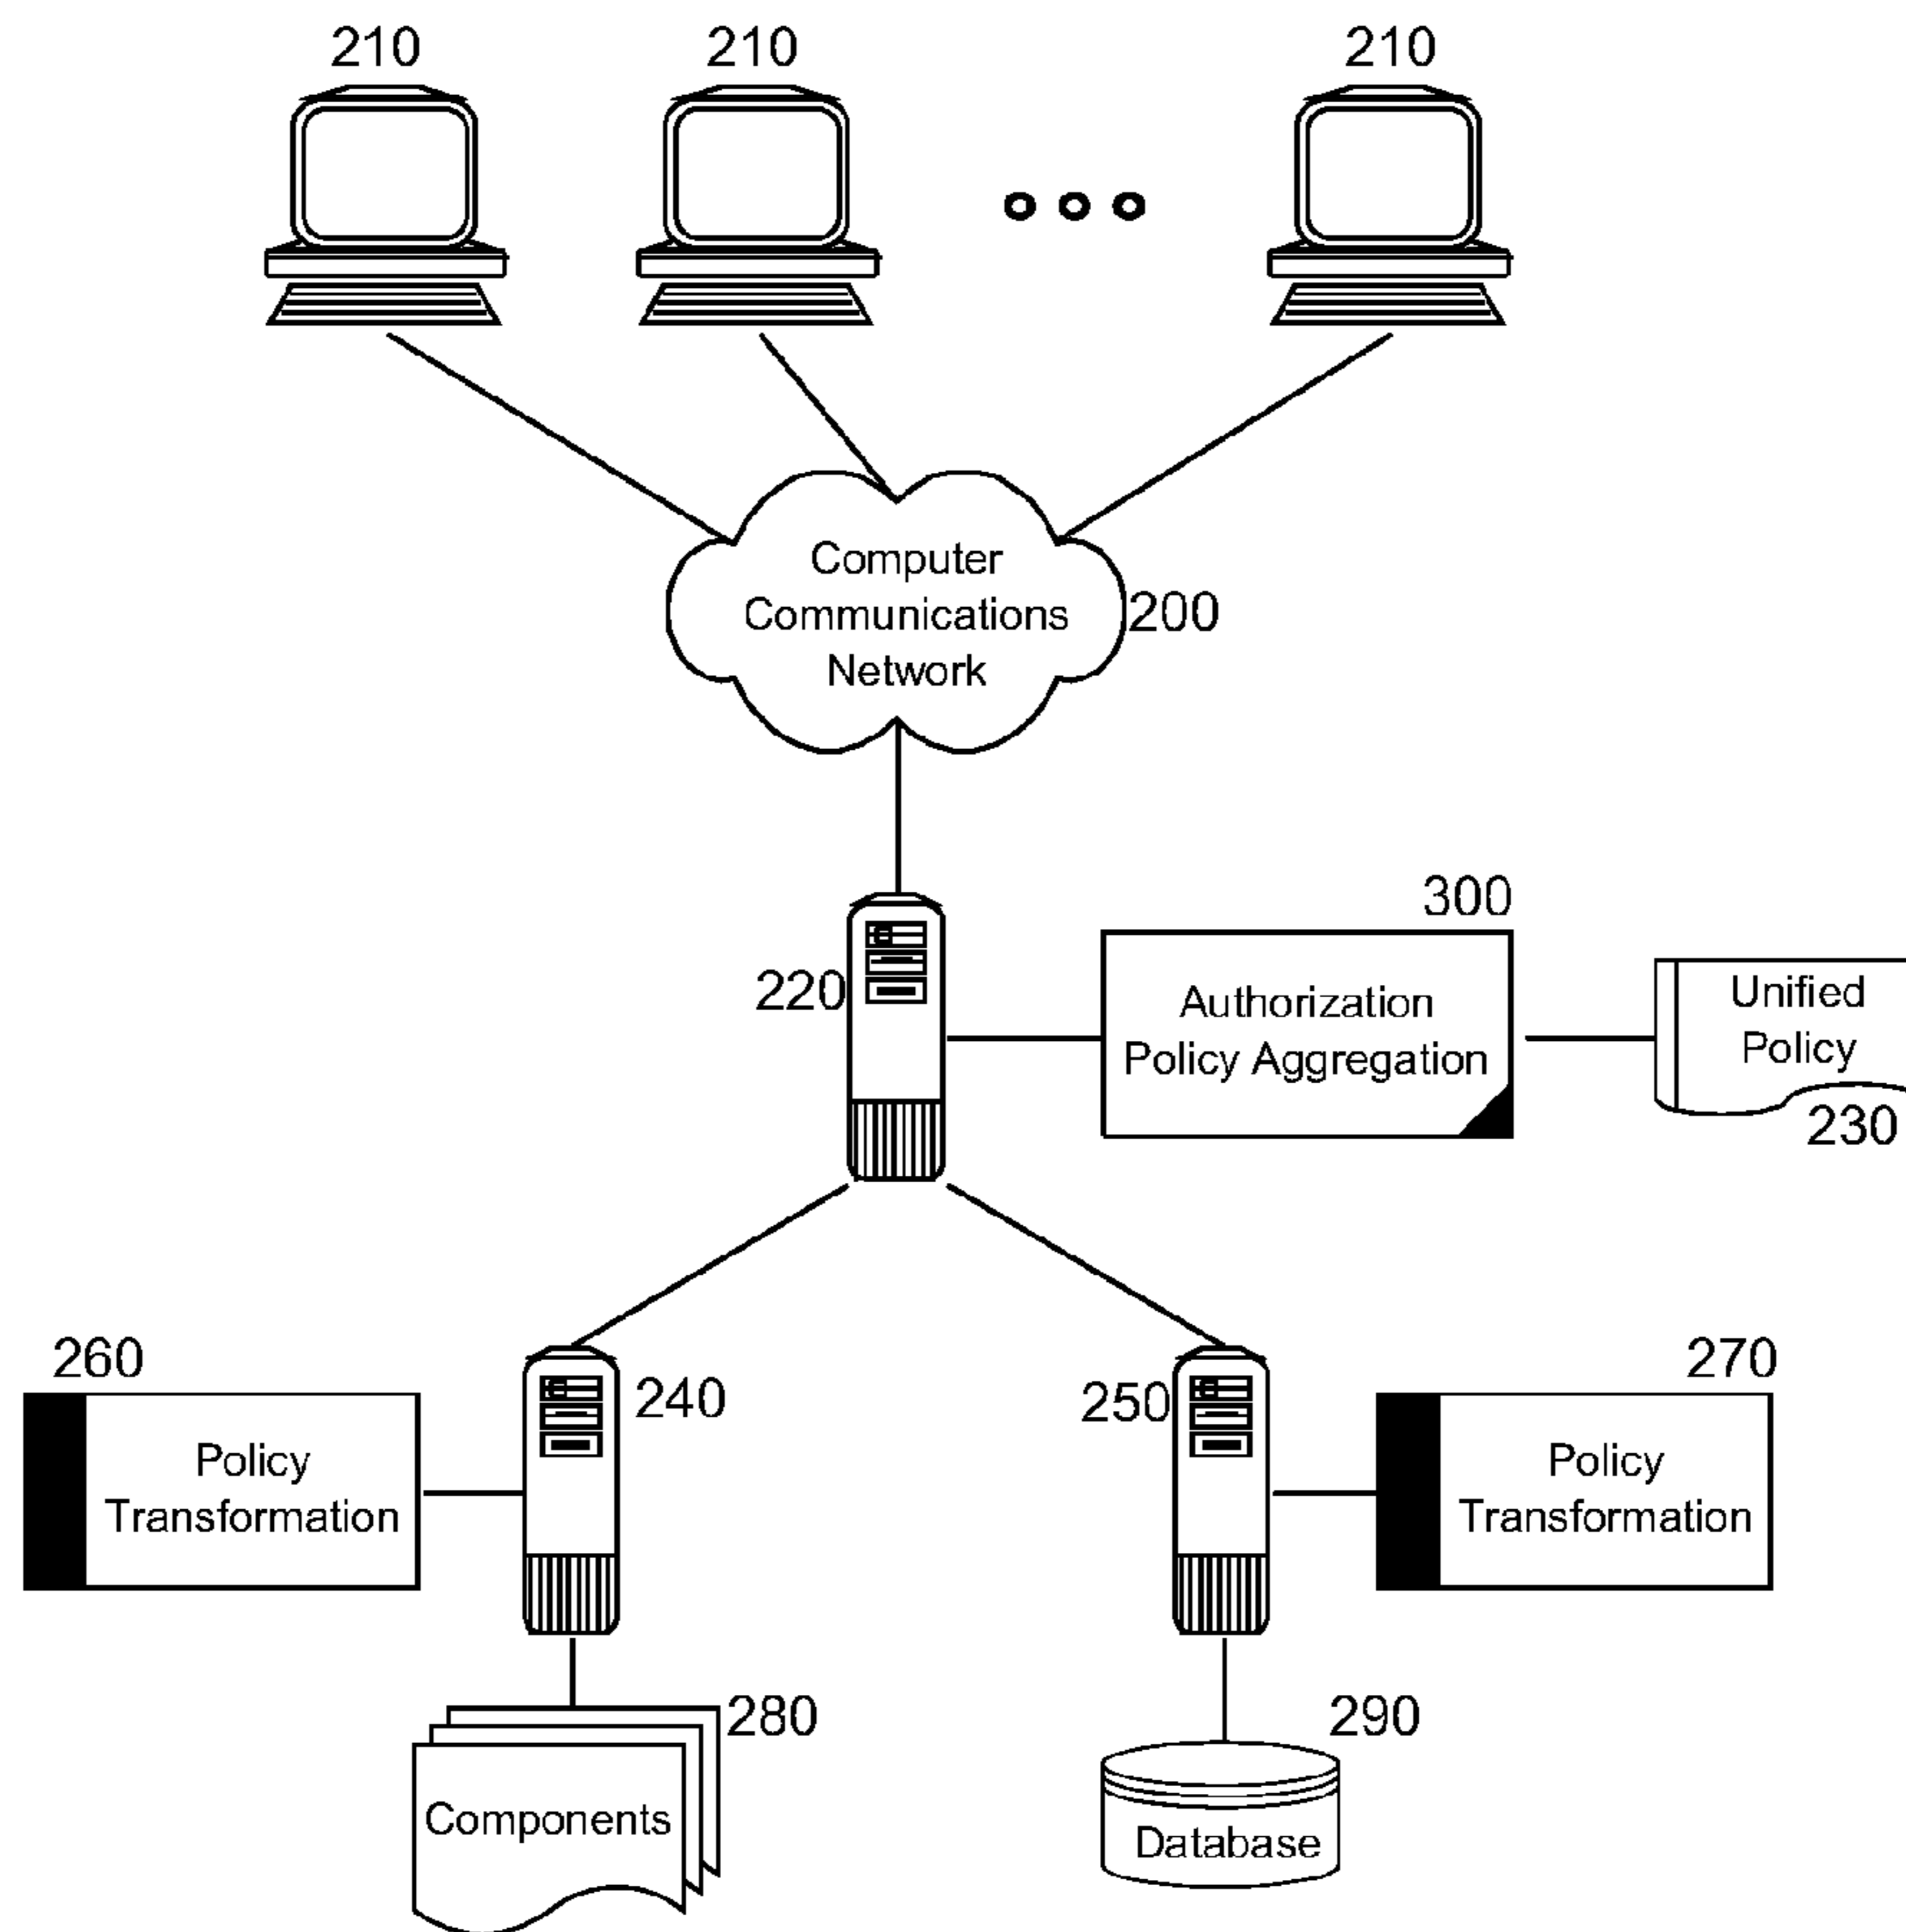 210
210
210
Computer
Communications
Network
200
300
220
Authorization
Policy Aggregation
Unified
Policy
230
260
240
250
270
Policy
Transformation
Policy
Transformation
280
290
Components
Database